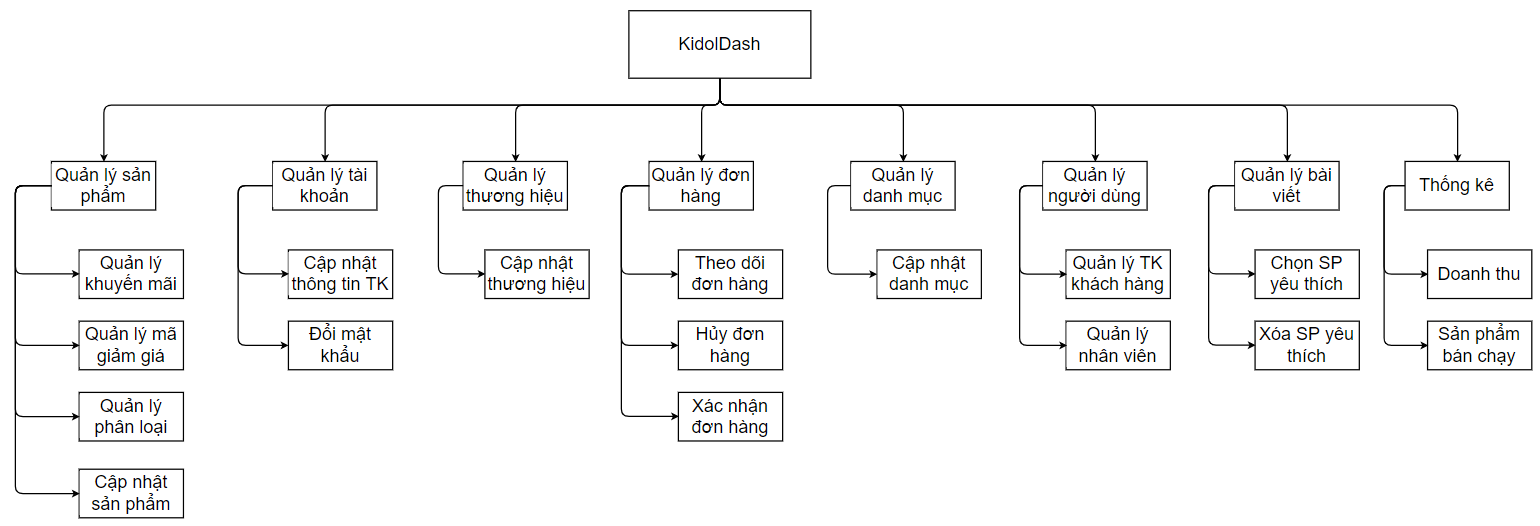 KidolDash
Quản lý sản
phẩm
Quản lý
khuyến mãi
Quản lý mã
giảm giá
Quản lý
phân loại
Cập nhật
sản phẩm
Quản lý tài
khoản
Cập nhật
thông tin TK
Đổi mật
khẩu
Quản lý
thương hiệu
Cập nhật
thương hiệu
Quản lý đơn
hàng
Theo dõi
đơn hàng
Hủy đơn
hàng
Xác nhận
đơn hàng
Quản lý
danh mục
Cập nhật
danh mục
Quản lý
người dùng
Quản lý TK
khách hàng
Quản lý
nhân viên
Quản lý bài
viết
Chọn SP
yêu thích
Xóa SP yêu
thích
Thống kê
Doanh thu
Sản phẩm
bán chạy